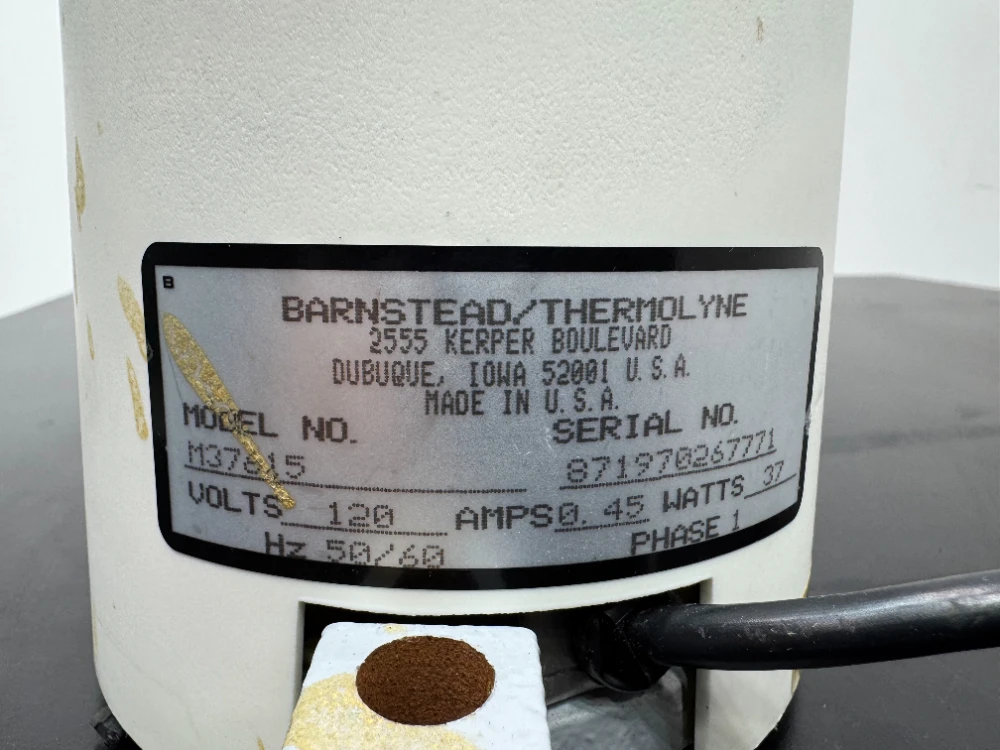 B
BARNSTEAD/THERMOLYNE
2555 KERPER BOULEVARD
DUBUQUE, IOWA 52001 U.S.A.
MADE IN U.S.A.
MODEL NO. SERIAL NO.
M37615 871970267771
VOLTS 120 AMPS 0.45 WATTS 37
Hz 50/60 PHASE 1